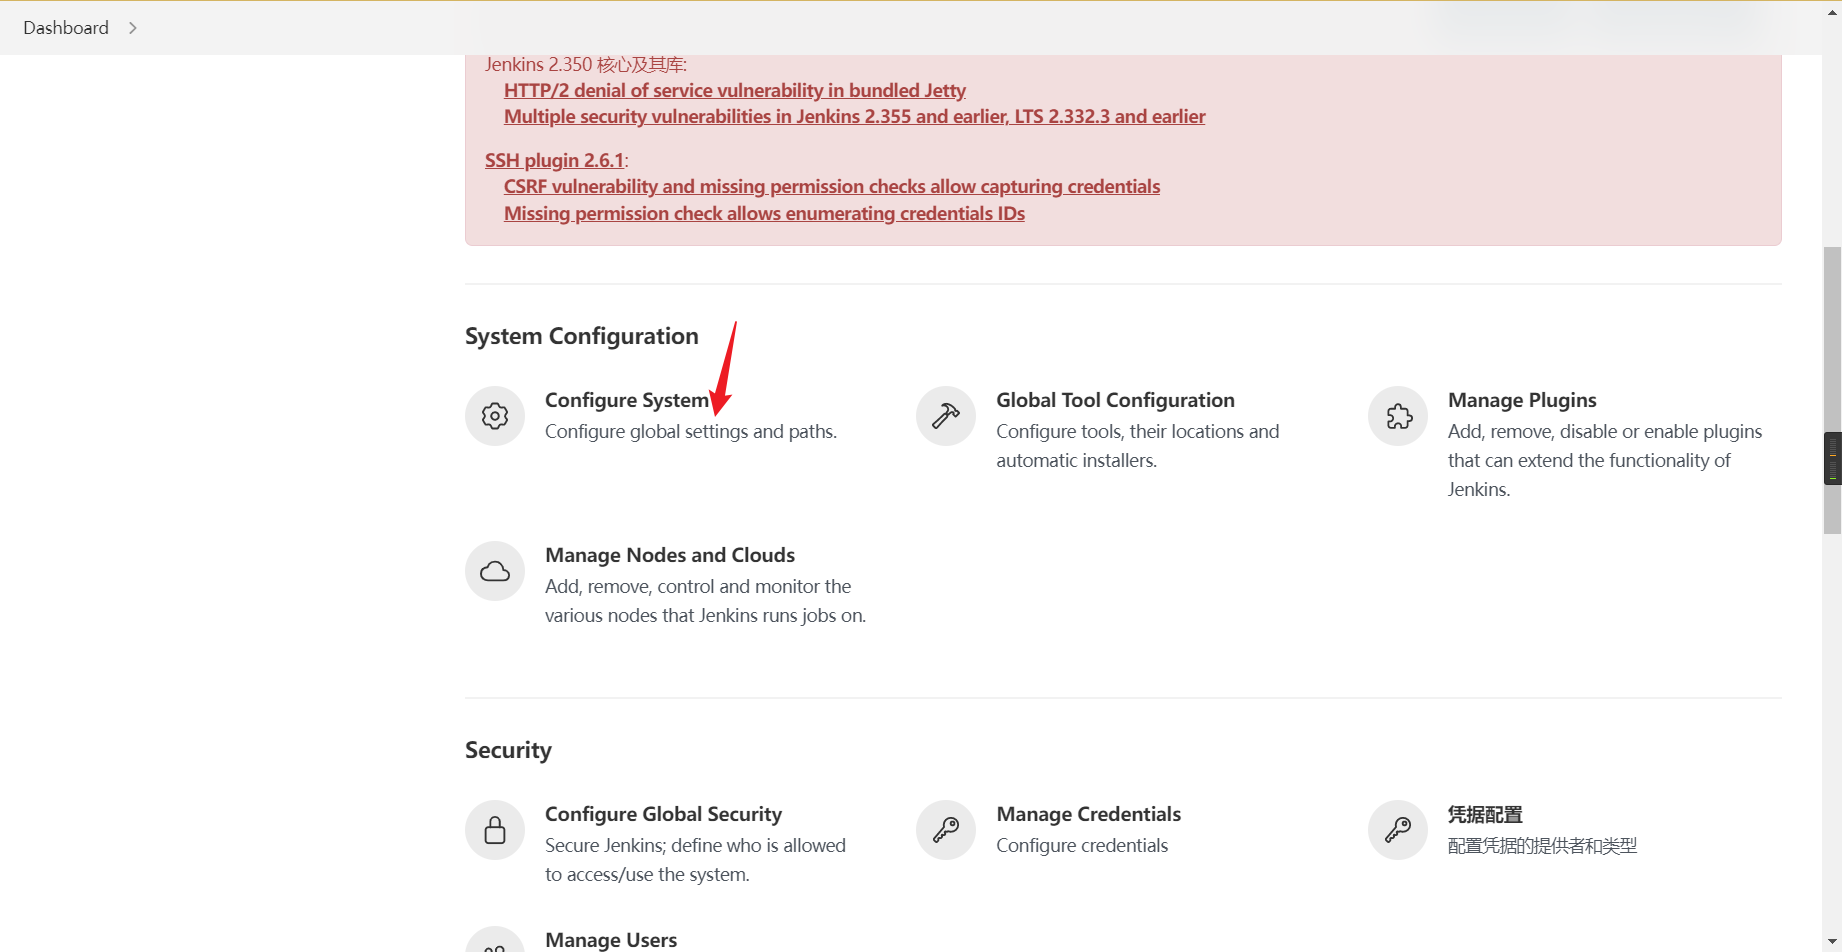 Dashboard
Jenkins 2.350 核心及其库:
HTTP/2 denial of service vulnerability in bundled Jetty
Multiple security vulnerabilities in Jenkins 2.355 and earlier, LTS 2.332.3 and earlier
SSH plugin 2.6.1:
CSRF vulnerability and missing permission checks allow capturing credentials
Missing permission check allows enumerating credentials IDs
System Configuration
Configure System
Configure global settings and paths.
Global Tool Configuration
Configure tools, their locations and
automatic installers.
Manage Plugins
Add, remove, disable or enable plugins
that can extend the functionality of
Jenkins.
Manage Nodes and Clouds
Add, remove, control and monitor the
various nodes that Jenkins runs jobs on.
Security
Configure Global Security
Secure Jenkins; define who is allowed
to access/use the system.
Manage Credentials
Configure credentials
凭据配置
配置凭据的提供者和类型
Manage Users